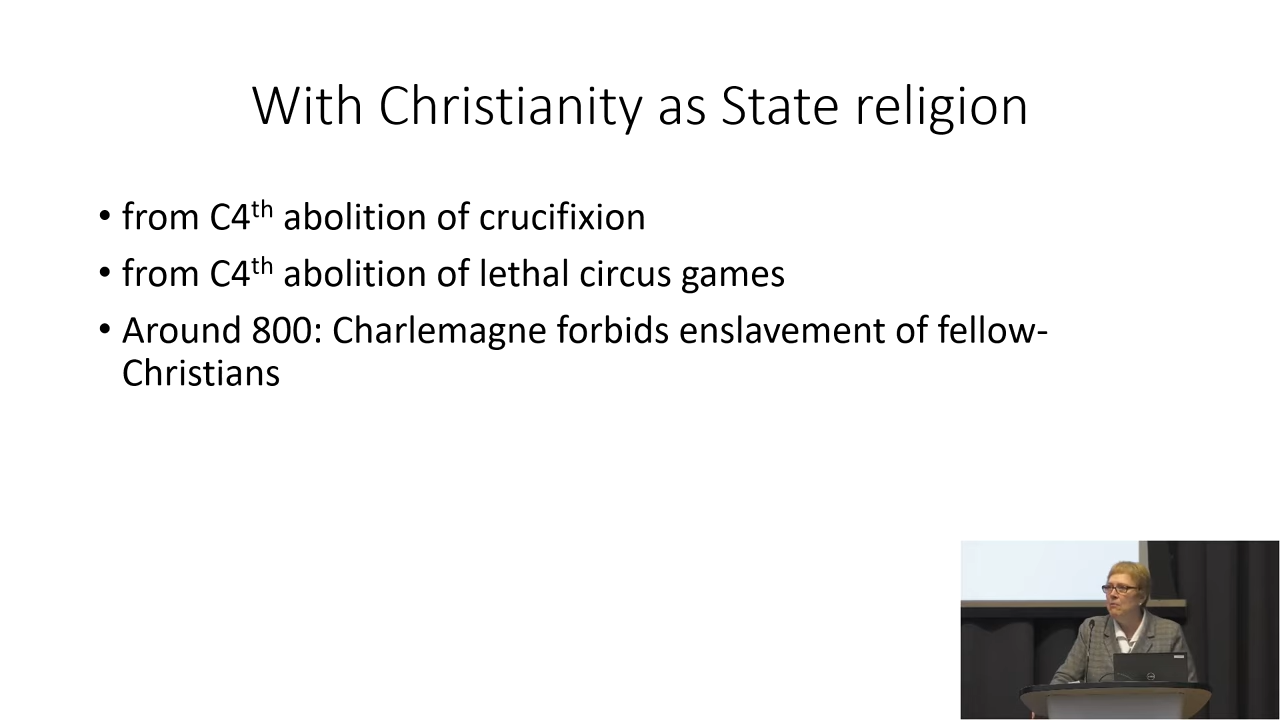 With Christianity as State religion
• from C4th abolition of crucifixion
• from C4th abolition of lethal circus games
• Around 800: Charlemagne forbids enslavement of fellow-
Christians